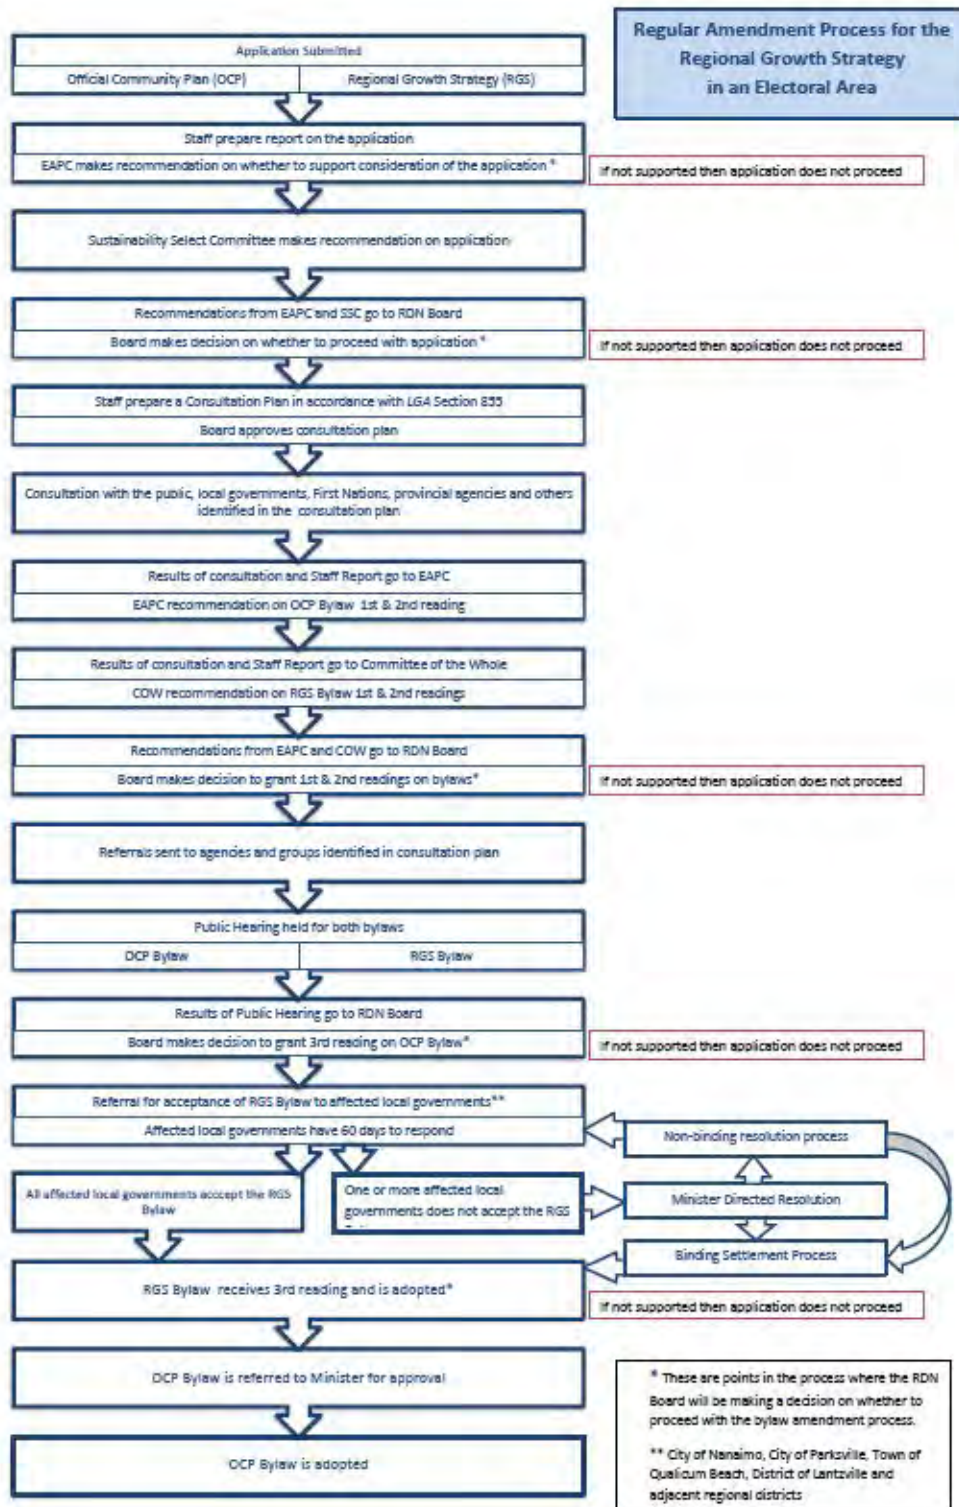 Regular Amendment Process for the
Regional Growth Strategy
in an Electoral Area
Application Submitted
Official Community Plan (OCP)
Regional Growth Strategy (RGS)
Staff prepare report on the application
EAPC makes recommendation on whether to support consideration of the application *
If not supported then application does not proceed
Sustainability Select Committee makes recommendation on application
Recommendations from EAPC and SSC go to RDN Board
Board makes decision on whether to proceed with application *
If not supported then application does not proceed
Staff prepare a Consultation Plan in accordance with LGA Section 855
Board approves consultation plan
Consultation with the public, local governments, First Nations, provincial agencies and others
identified in the consultation plan
Results of consultation and Staff Report go to EAPC
EAPC recommendation on OCP Bylaw 1st & 2nd reading
Results of consultation and Staff Report go to Committee of the Whole
COW recommendation on RGS Bylaw 1st & 2nd readings
Recommendations from EAPC and COW go to RDN Board
Board makes decision to grant 1st & 2nd readings on bylaws*
If not supported then application does not proceed
Referrals sent to agencies and groups identified in consultation plan
Public Hearing held for both bylaws
OCP Bylaw
RGS Bylaw
Results of Public Hearing go to RDN Board
Board makes decision to grant 3rd reading on OCP Bylaw*
If not supported then application does not proceed
Referral for acceptance of RGS Bylaw to affected local governments**
Affected local governments have 60 days to respond
Non-binding resolution process
All affected local governments acccept the RGS
Bylaw
One or more affected local
governments does not accept the RGS
Minister Directed Resolution
Binding Settlement Process
RGS Bylaw receives 3rd reading and is adopted*
If not supported then application does not proceed
OCP Bylaw is referred to Minister for approval
OCP Bylaw is adopted
* These are points in the process where the RDN
Board will be making a decision on whether to
proceed with the bylaw amendment process.
** City of Nanaimo, City of Parksville, Town of
Qualicum Beach, District of Lantzville and
adjacent regional districts